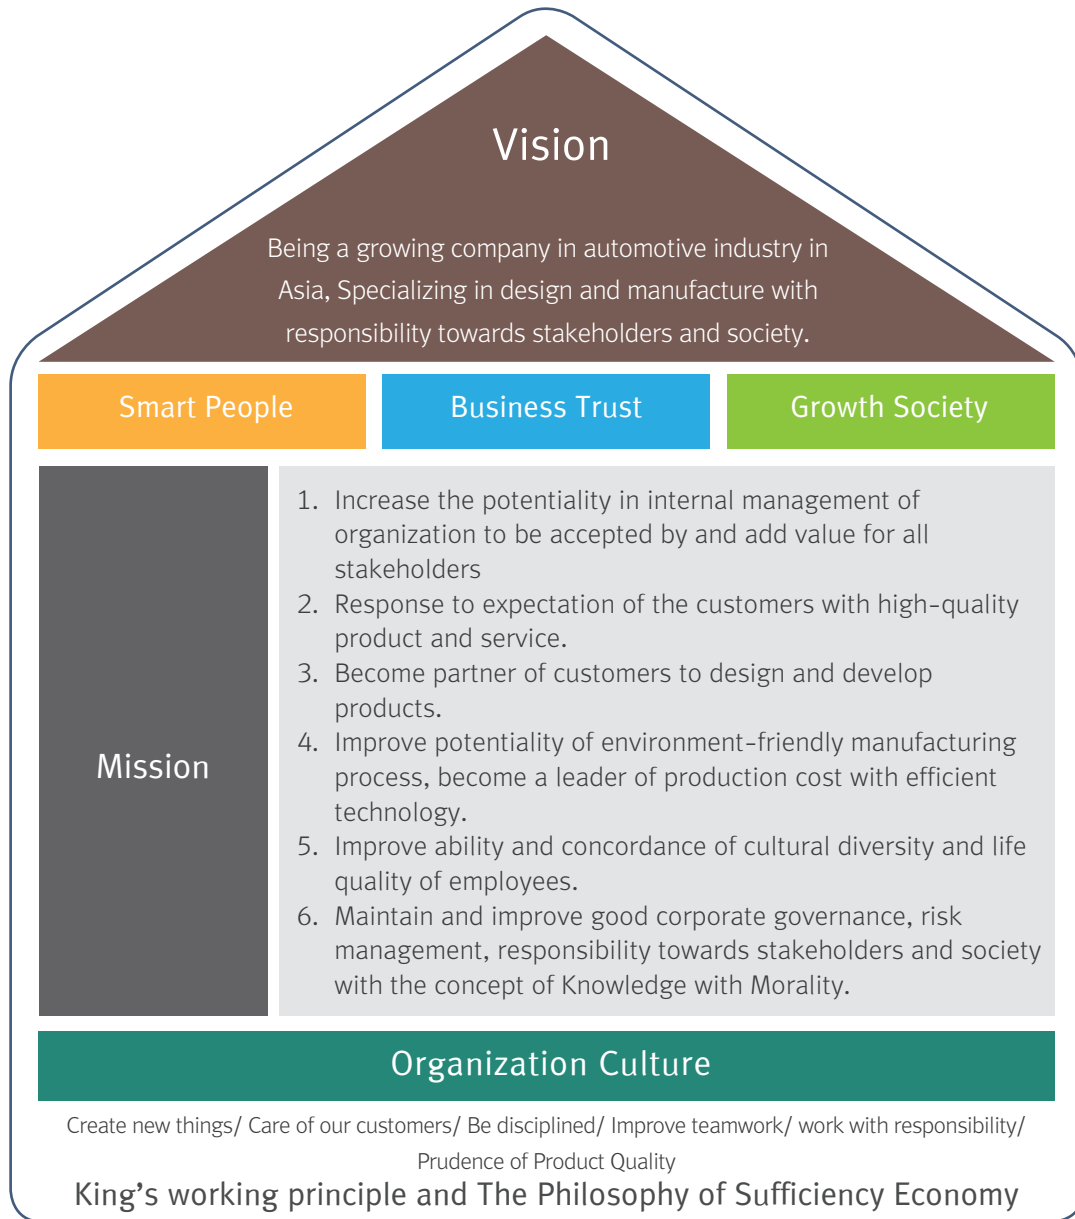 Vision
Being a growing company in automotive industry in
Asia, Specializing in design and manufacture with
responsibility towards stakeholders and society.
Smart People
Business Trust
Growth Society
Mission
1. Increase the potentiality in internal management of
organization to be accepted by and add value for all
stakeholders
2. Response to expectation of the customers with high-quality
product and service.
3. Become partner of customers to design and develop
products.
4. Improve potentiality of environment-friendly manufacturing
process, become a leader of production cost with efficient
technology.
5. Improve ability and concordance of cultural diversity and life
quality of employees.
6. Maintain and improve good corporate governance, risk
management, responsibility towards stakeholders and society
with the concept of Knowledge with Morality.
Organization Culture
Create new things/ Care of our customers/ Be disciplined/ Improve teamwork/ work with responsibility/
Prudence of Product Quality
King's working principle and The Philosophy of Sufficiency Economy